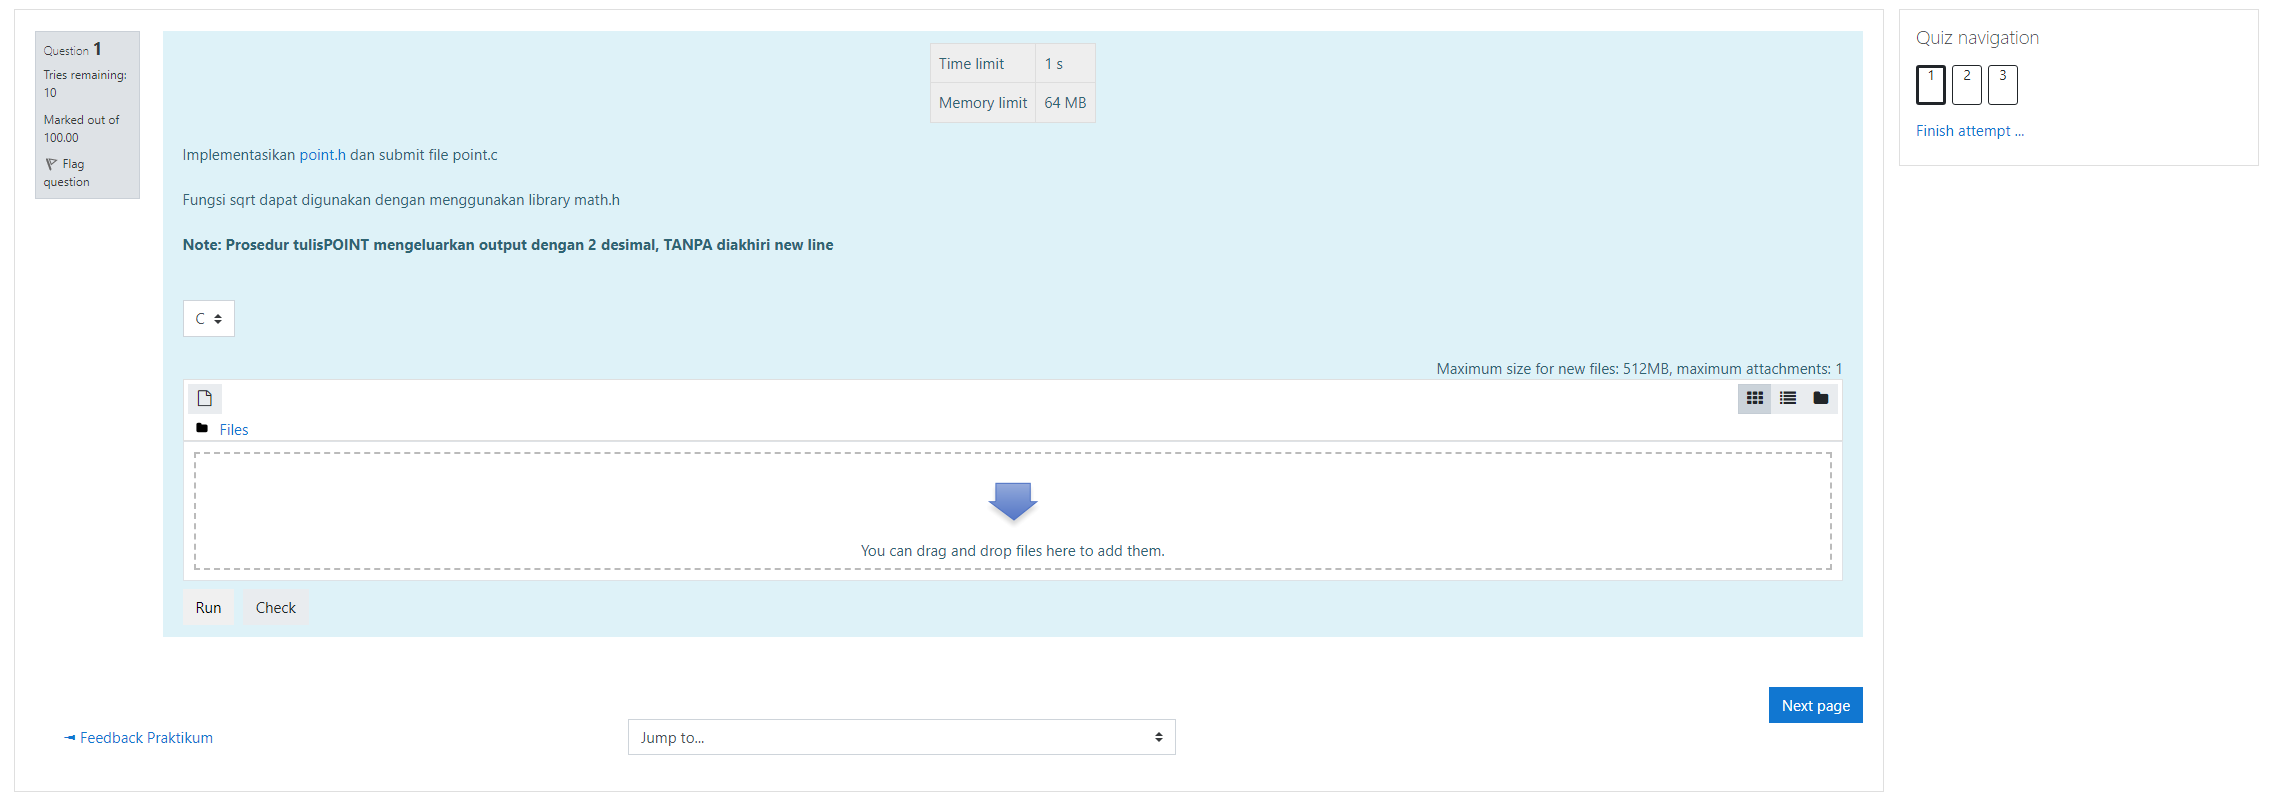 Question 1
Tries remaining:
10
Marked out of
100.00
Flag
question
Time limit 1 s
Memory limit 64 MB
Implementasikan point.h dan submit file point.c
Fungsi sqrt dapat digunakan dengan menggunakan library math.h
Note: Prosedur tulisPOINT mengeluarkan output dengan 2 desimal, TANPA diakhiri new line
C
Maximum size for new files: 512MB, maximum attachments: 1
Files
You can drag and drop files here to add them.
Run Check
Next page
Feedback Praktikum
Jump to...
Quiz navigation
1 2 3
Finish attempt ...